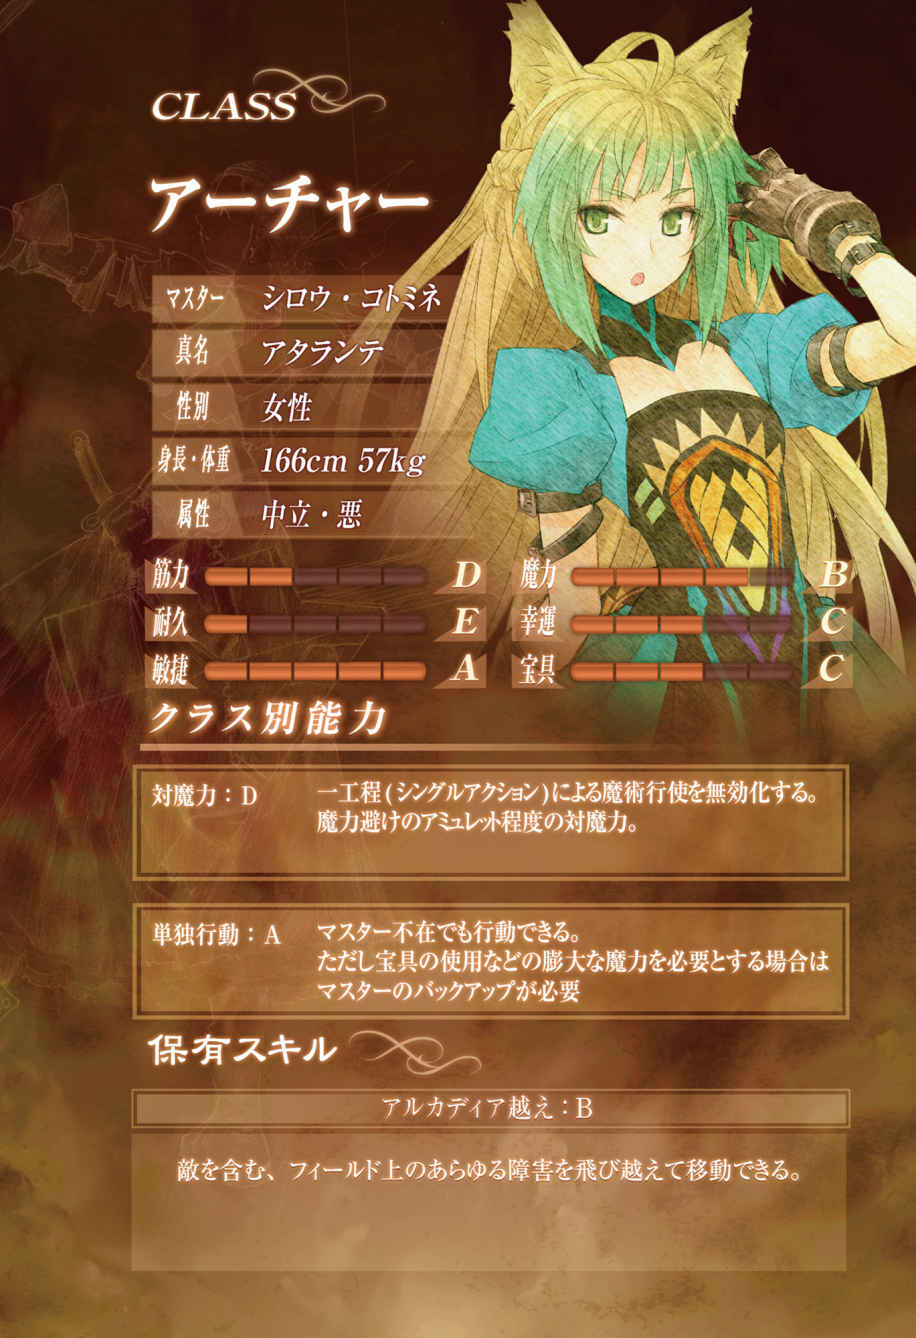 CLASS
アーチャー
マスター シロウ・コトミネ
真名 アタランテ
性別 女性
身長・体重 166cm 57kg
属性 中立・悪
筋力 D 魔力 B
耐久 E 幸運 C
敏捷 A 宝具 C
クラス別能力
対魔力：D 一工程(シングルアクション)による魔術行使を無効化する。
魔力避けのアミュレット程度の対魔力。
単独行動：A マスター不在でも行動できる。
ただし宝具の使用などの膨大な魔力を必要とする場合は
マスターのバックアップが必要
保有スキル
アルカディア越え：B
敵を含む、フィールド上のあらゆる障害を飛び越えて移動できる。